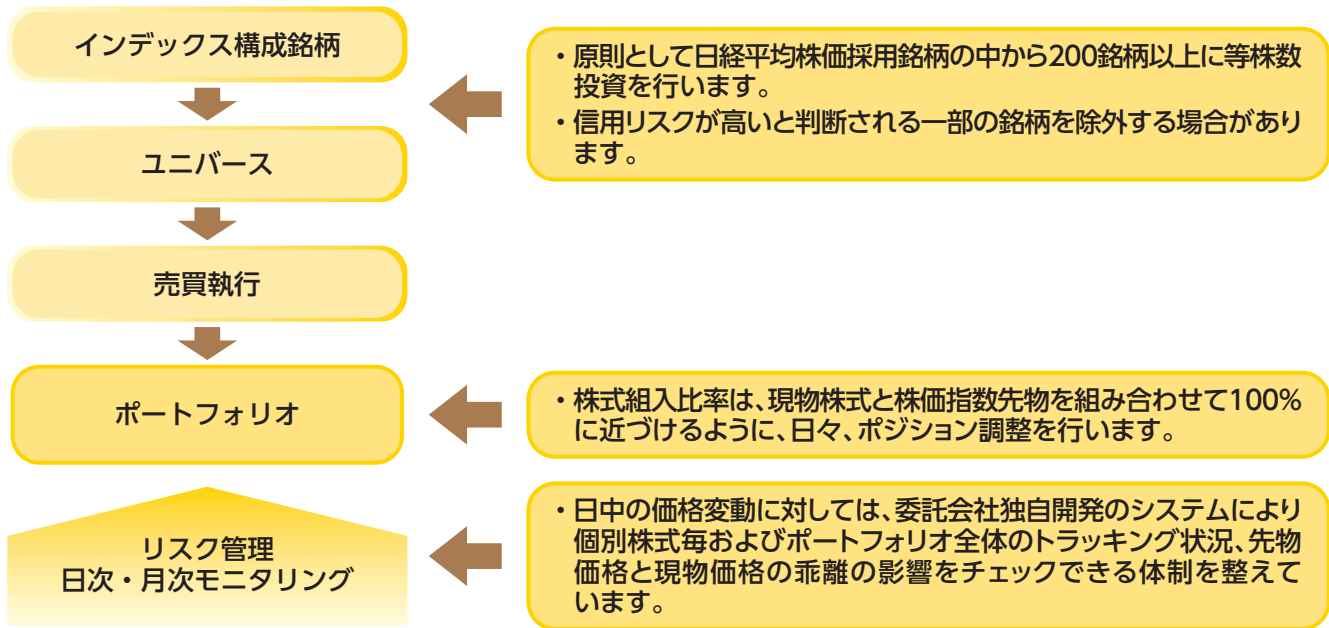 インデックス構成銘柄
・原則として日経平均株価採用銘柄の中から200銘柄以上に等株数
投資を行います。
・信用リスクが高いと判断される一部の銘柄を除外する場合があり
ます。
ユニバース
売買執行
ポートフォリオ
・株式組入比率は、現物株式と株価指数先物を組み合わせて100%
に近づけるように、日々、ポジション調整を行います。
リスク管理
日次・月次モニタリング
・日中の価格変動に対しては、委託会社独自開発のシステムにより
個別株式毎およびポートフォリオ全体のトラッキング状況、先物
価格と現物価格の乖離の影響をチェックできる体制を整えて
います。